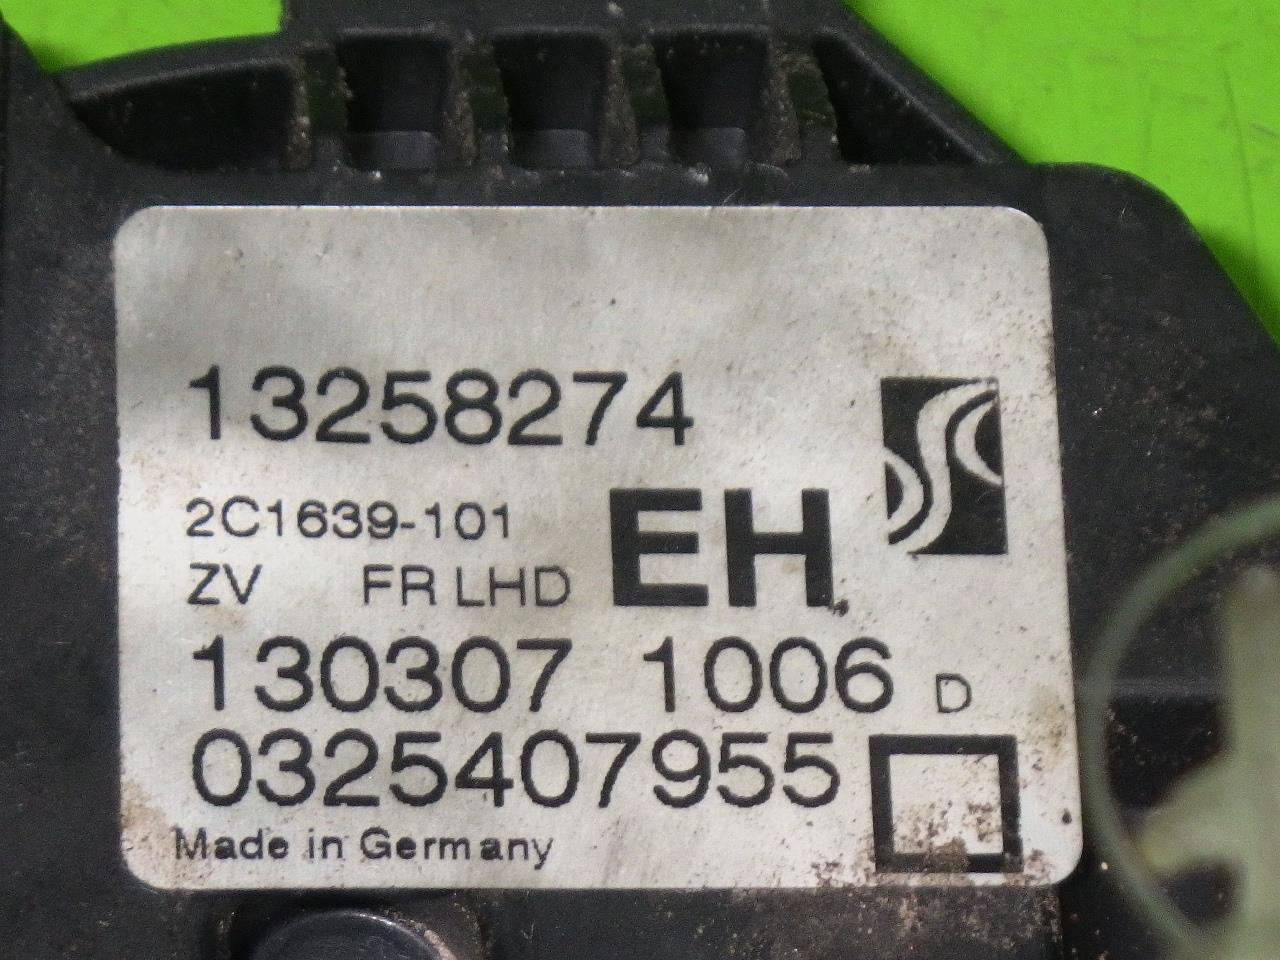 13258274
2C1639-101 EH
ZV FR LHD
130307 1006 D
0325407955
Made in Germany